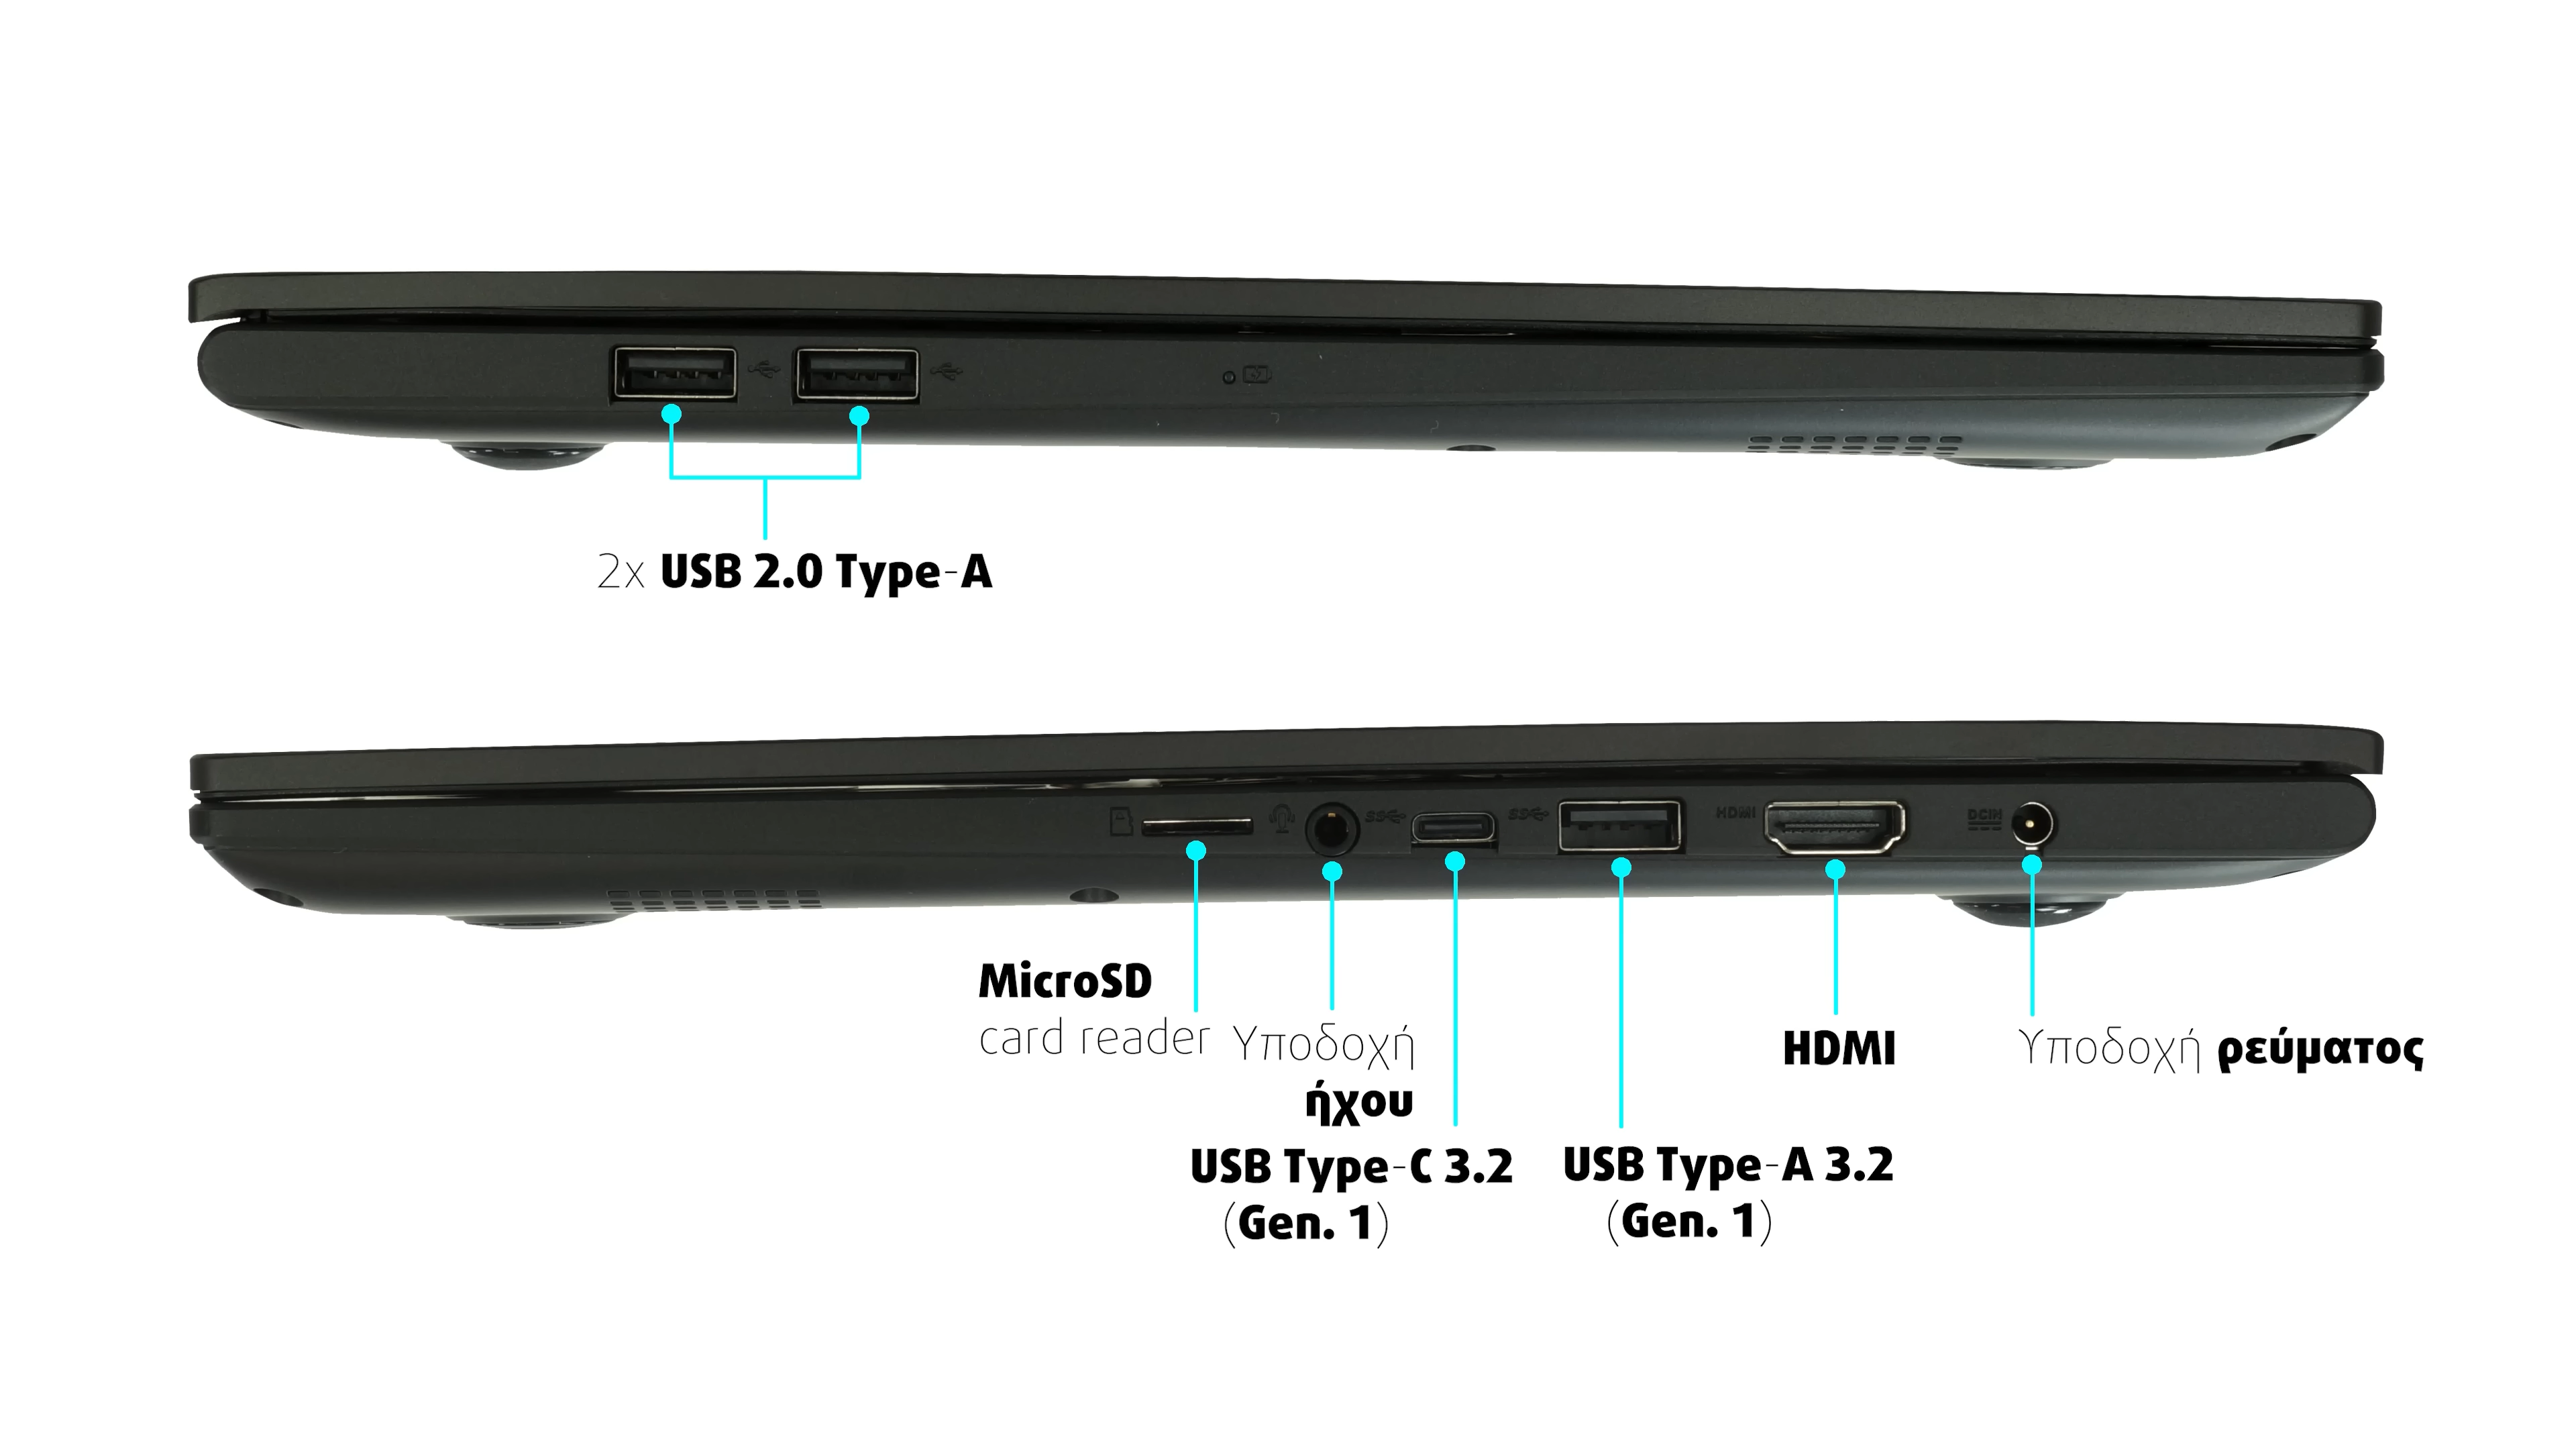 2x USB 2.0 Type-A
HDMI
DCIN
MicroSD
card reader
Υποδοχή
ήχου
USB Type-C 3.2
(Gen. 1)
USB Type-A 3.2
(Gen. 1)
HDMI
Υποδοχή ρεύματος